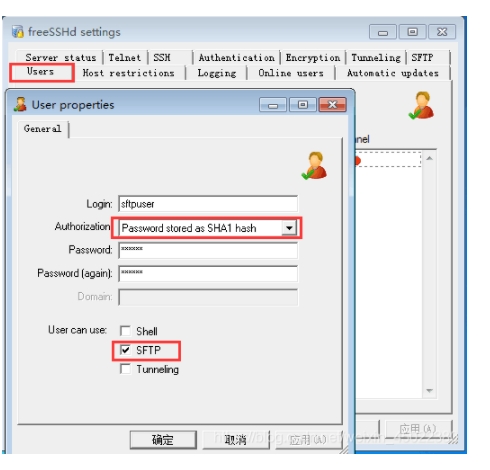 freeSSHd settings
Server status Telnet SSH Authentication Encryption Tunneling SFTP
Users Host restrictions Logging Online users Automatic updates
User properties
General
nel
Login: sftpuser
Authorization Password stored as SHA1 hash
Password: ××××××
Password (again): ××××××
Domain:
User can use: Shell
SFTP
Tunneling
确定 取消 应用(A) 应用(A)